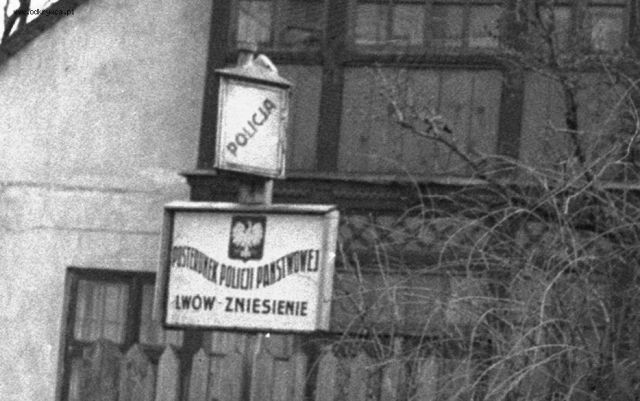 POLICJA
POSTERUNEK POLICJI PAŃSTWOWEJ
LWÓW - ZNIESIENIE